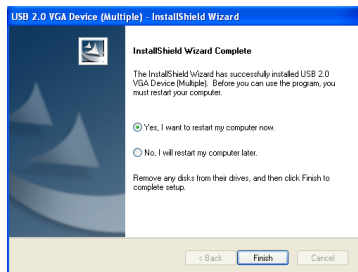 USB 2.0 VGA Device (Multiple) - InstallShield Wizard
InstallShield Wizard Complete
The InstallShield Wizard has successfully installed USB 2.0
VGA Device (Multiple). Before you can use the program, you
must restart your computer.
Yes, I want to restart my computer now.
No, I will restart my computer later.
Remove any disks from their drives, and then click Finish to
complete setup.
< Back Finish Cancel